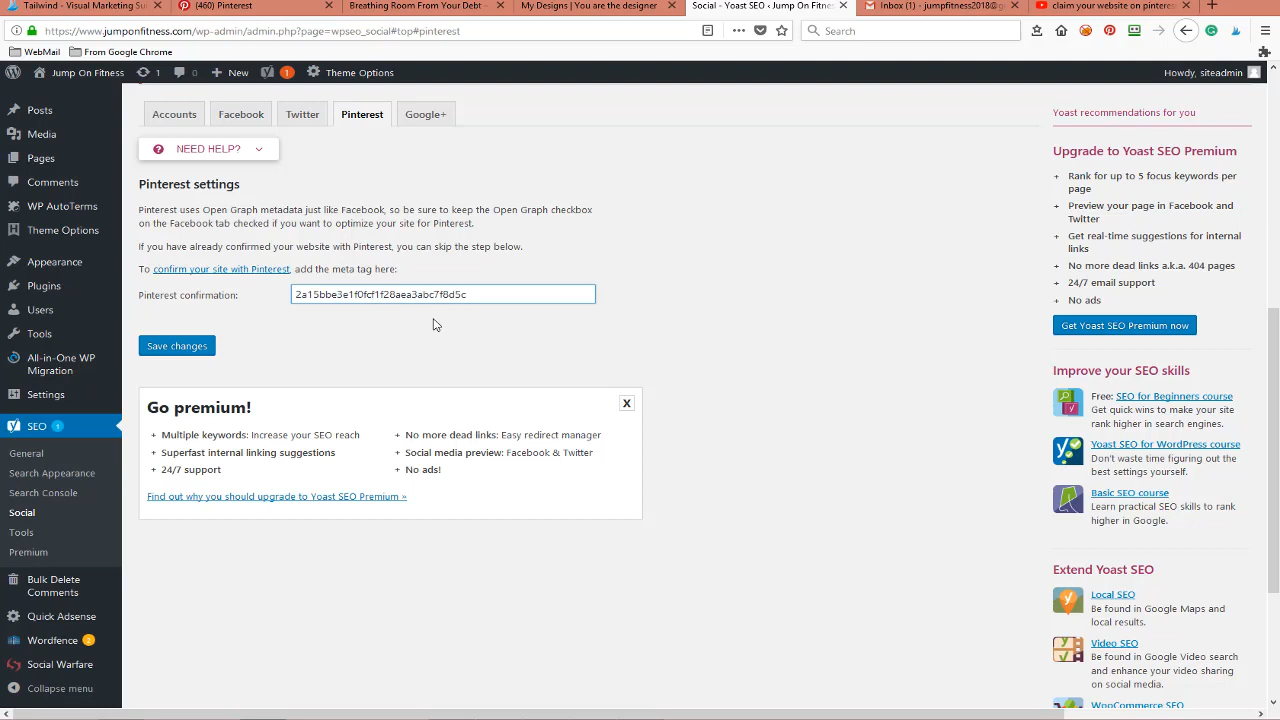 Tailwind - Visual Marketing Su
(460) Pinterest
Breathing Room From Your Debt -
My Designs | You are the designer
Social - Yoast SEO ‹ Jump On Fitne
Inbox (1) - jumpfitness2018@g
claim your website on pinteres
https://www.jumponfitness.com/wp-admin/admin.php?page=wpseo_social#top#pinterest
Search
WebMail
From Google Chrome
Jump On Fitness
1
0
New
1
Theme Options
Howdy, siteadmin
Posts
Media
Pages
Comments
WP AutoTerms
Theme Options
Appearance
Plugins
Users
Tools
All-in-One WP
Migration
Settings
SEO 1
General
Search Appearance
Search Console
Social
Tools
Premium
Bulk Delete
Comments
Quick Adsense
Wordfence 2
Social Warfare
Collapse menu
Accounts
Facebook
Twitter
Pinterest
Google+
NEED HELP?
Pinterest settings
Pinterest uses Open Graph metadata just like Facebook, so be sure to keep the Open Graph checkbox
on the Facebook tab checked if you want to optimize your site for Pinterest.
If you have already confirmed your website with Pinterest, you can skip the step below.
To confirm your site with Pinterest, add the meta tag here:
Pinterest confirmation: 2a15bbe3e1f0fcf1f28aea3abc7f8d5c
Save changes
Go premium!
X
+ Multiple keywords: Increase your SEO reach
+ Superfast internal linking suggestions
+ 24/7 support
+ No more dead links: Easy redirect manager
+ Social media preview: Facebook & Twitter
+ No ads!
Find out why you should upgrade to Yoast SEO Premium »
Yoast recommendations for you
Upgrade to Yoast SEO Premium
+ Rank for up to 5 focus keywords per
page
+ Preview your page in Facebook and
Twitter
+ Get real-time suggestions for internal
links
+ No more dead links a.k.a. 404 pages
+ 24/7 email support
+ No ads
Get Yoast SEO Premium now
Improve your SEO skills
Free: SEO for Beginners course
Get quick wins to make your site
rank higher in search engines.
Yoast SEO for WordPress course
Don't waste time figuring out the
best settings yourself.
Basic SEO course
Learn practical SEO skills to rank
higher in Google.
Extend Yoast SEO
Local SEO
Be found in Google Maps and
local results.
Video SEO
Be found in Google Video search
and enhance your video sharing
on social media.
WooCommerce SEO